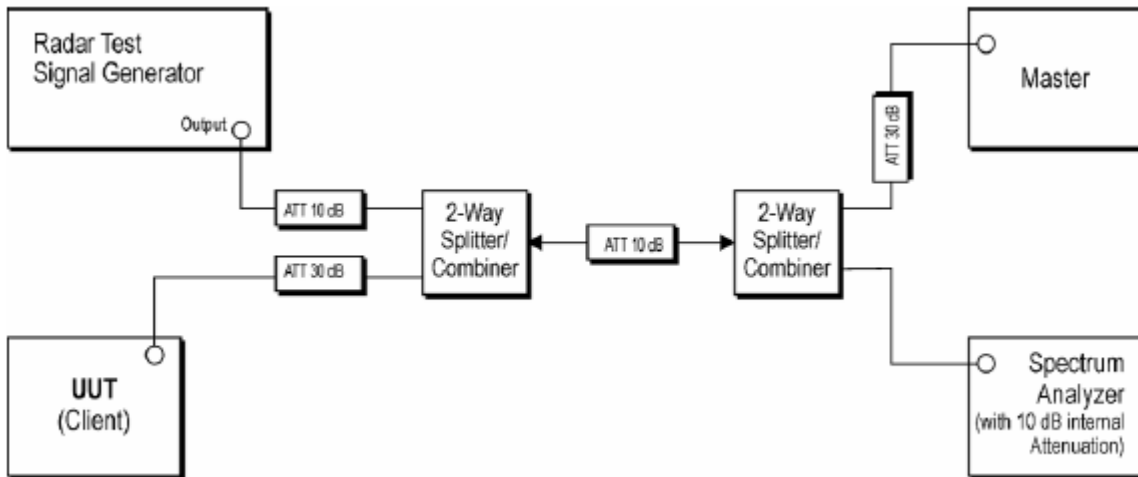 Radar Test
Signal Generator
Output
ATT 10 dB
ATT 30 dB
UUT
(Client)
2-Way
Splitter/
Combiner
ATT 10 dB
2-Way
Splitter/
Combiner
ATT 30 dB
Master
Spectrum
Analyzer
(with 10 dB internal
Attenuation)